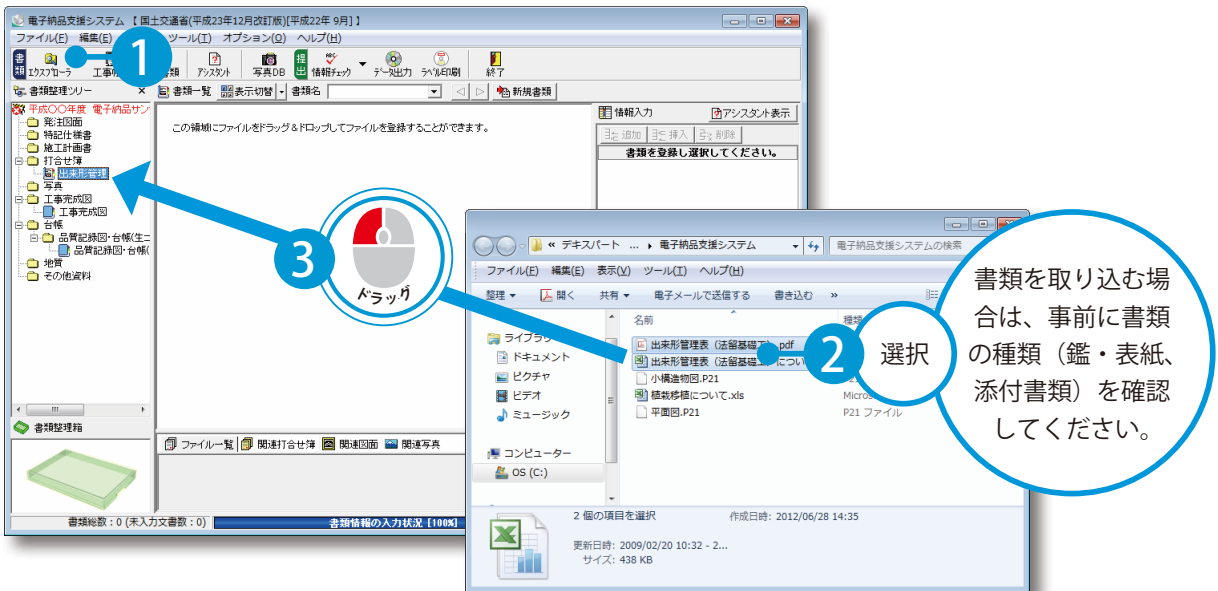 電子納品支援システム 【 国土交通省(平成23年12月改訂版)[平成22年 9月] 】
ファイル(F) 編集(E) ツール(T) オプション(O) ヘルプ(H)
1
書類 エクスプローラ 書類 アシスタント 写真DB 提出 情報チェック データ出力 ラベル印刷 終了
書類整理ツリー × 書類一覧 表示切替 書類名 新規書類
平成〇〇年度 電子納品サン
発注図面
特記仕様書
施工計画書
打合せ簿
出来形管理
写真
工事完成図
工事完成図
台帳
品質記録図・台帳(生コ
品質記録図・台帳(
地質
その他資料
この領域にファイルをドラッグ&ドロップしてファイルを登録することができます。
情報入力 アシスタント表示
追加 挿入 削除
書類を登録し選択してください。
3
ドラッグ
書類整理箱
ファイル一覧 関連打合せ簿 関連図面 関連写真
書類総数:0 (未入力文書数:0) 書類情報の入力状況 [100%]
« テキスパート ... 電子納品支援システム 電子納品支援システムの検索
ファイル(F) 編集(E) 表示(V) ツール(T) ヘルプ(H)
整理 開く 共有 電子メールで送信する 書き込む »
ライブラリ
ドキュメント
ピクチャ
ビデオ
ミュージック
コンピューター
OS (C:)
名前 種類
出来形管理表(法留基礎工).pdf
出来形管理表(法留基礎工)につい
小構造物図.P21
植栽移植について.xls Micros
平面図.P21 P21 ファイル
2
選択
書類を取り込む場
合は、事前に書類
の種類(鑑・表紙、
添付書類)を確認
してください。
2 個の項目を選択 作成日時: 2012/06/28 14:35
更新日時: 2009/02/20 10:32 - 2...
サイズ: 438 KB